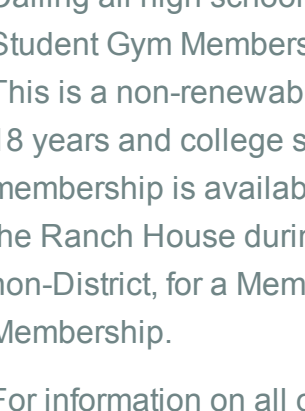 Calling all high school
Student Gym Members
This is a non-renewab
18 years and college s
membership is availab
the Ranch House durin
non-District, for a Mem
Membership.
For information on all c